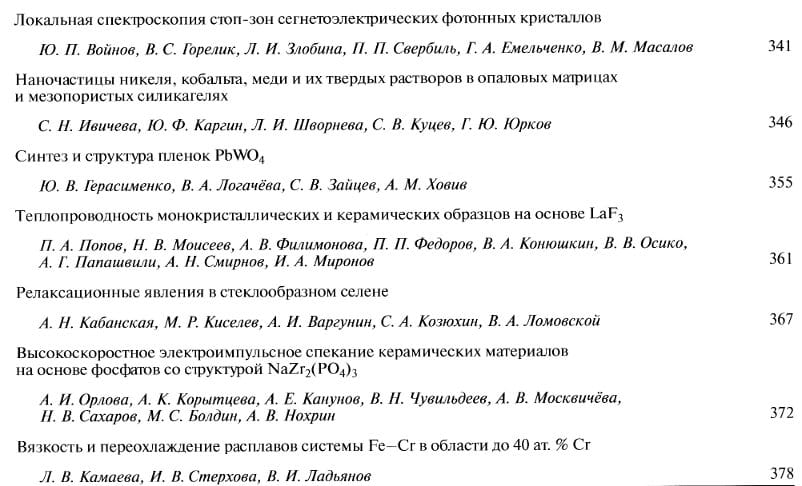 Локальная спектроскопия стоп-зон сегнетоэлектрических фотонных кристаллов
Ю. П. Войнов, В. С. Горелик, Л. И. Злобина, П. П. Свербиль, Г. А. Емельченко, В. М. Масалов 341
Наночастицы никеля, кобальта, меди и их твердых растворов в опаловых матрицах
и мезопористых силикагелях
С. Н. Ивичева, Ю. Ф. Каргин, Л. И. Шворнева, С. В. Куцев, Г. Ю. Юрков 346
Синтез и структура пленок PbWO₄
Ю. В. Герасименко, В. А. Логачёва, С. В. Зайцев, А. М. Ховив 355
Теплопроводность монокристаллических и керамических образцов на основе LaF₃
П. А. Попов, Н. В. Моисеев, А. В. Филимонова, П. П. Федоров, В. А. Конюшкин, В. В. Осико,
А. Г. Папашвили, А. Н. Смирнов, И. А. Миронов 361
Релаксационные явления в стеклообразном селене
А. Н. Кабанская, М. Р. Киселев, А. И. Варгунин, С. А. Козюхин, В. А. Ломовской 367
Высокоскоростное электроимпульсное спекание керамических материалов
на основе фосфатов со структурой NaZr₂(PO₄)₃
А. И. Орлова, А. К. Корытцева, А. Е. Канунов, В. Н. Чувильдеев, А. В. Москвичёва,
Н. В. Сахаров, М. С. Болдин, А. В. Нохрин 372
Вязкость и переохлаждение расплавов системы Fe–Cr в области до 40 ат. % Cr
Л. В. Камаева, И. В. Стерхова, В. И. Ладьянов 378